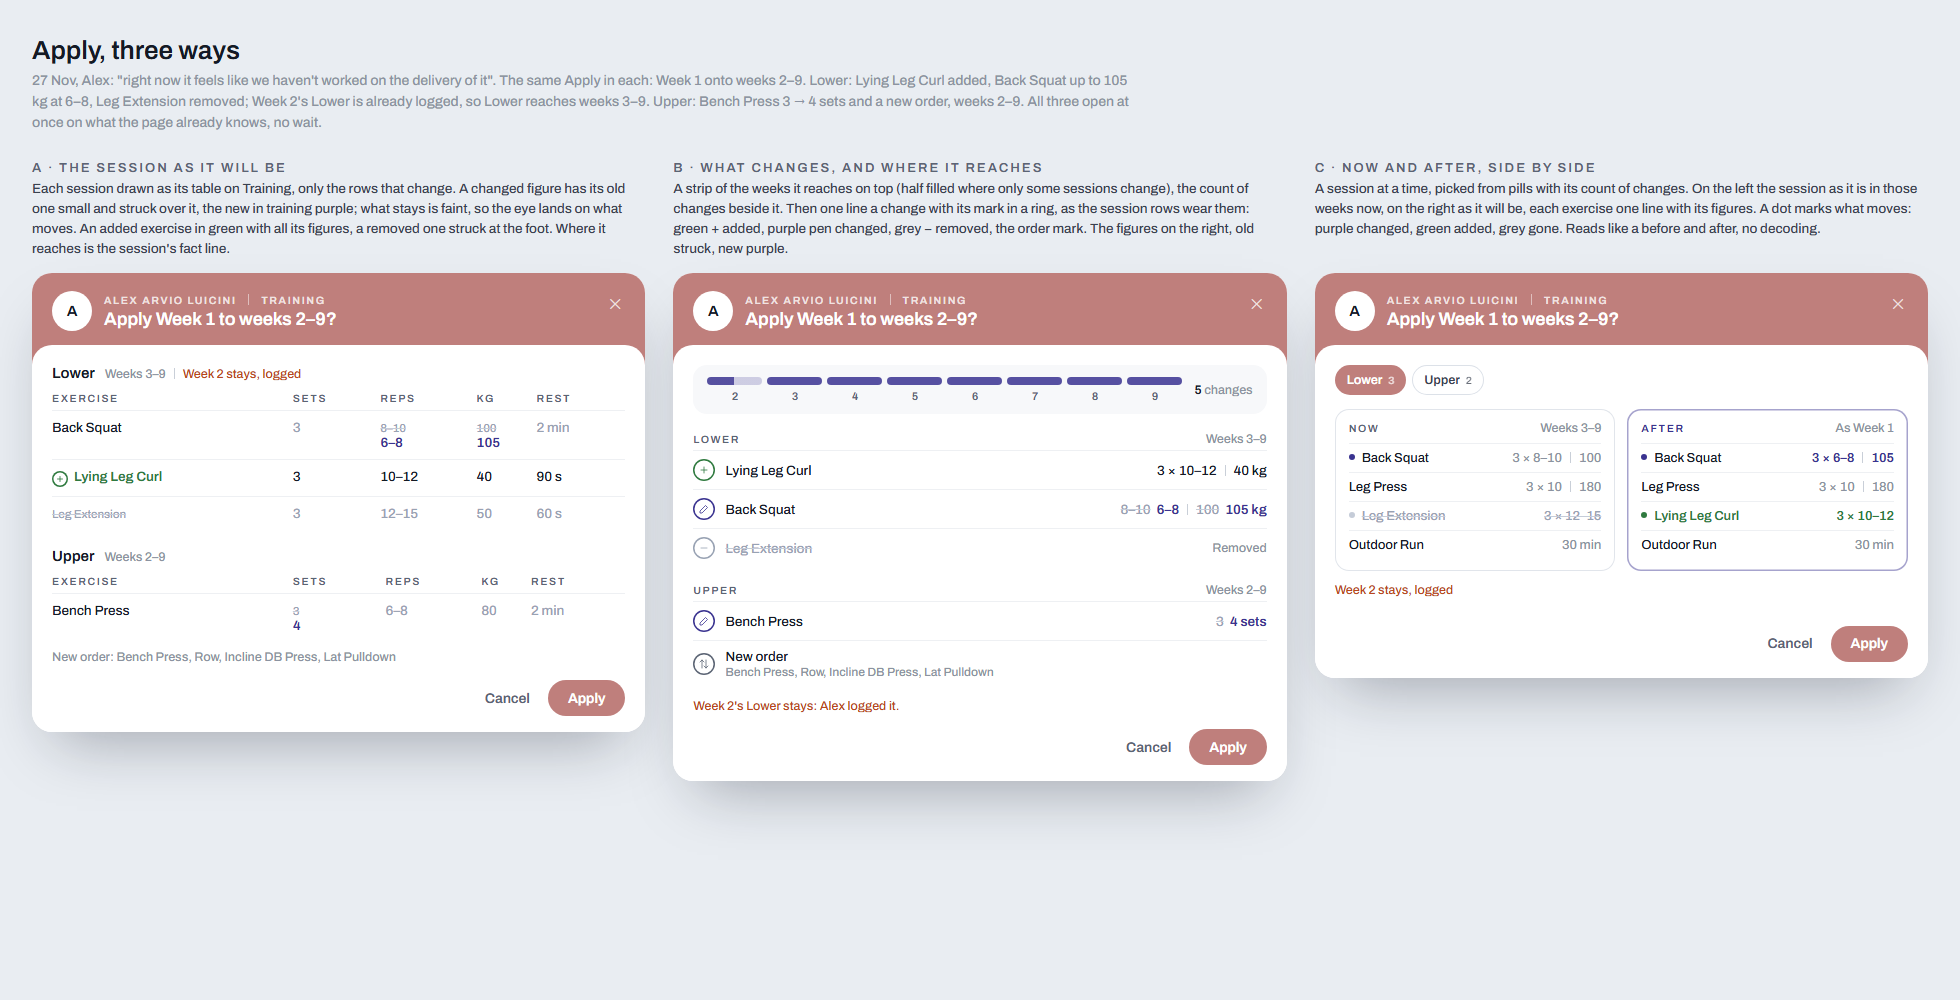 Apply, three ways
27 Nov, Alex: "right now it feels like we haven't worked on the delivery of it". The same Apply in each: Week 1 onto weeks 2–9. Lower: Lying Leg Curl added, Back Squat up to 105
kg at 6–8, Leg Extension removed; Week 2's Lower is already logged, so Lower reaches weeks 3–9. Upper: Bench Press 3 → 4 sets and a new order, weeks 2–9. All three open at
once on what the page already knows, no wait.
A · THE SESSION AS IT WILL BE
Each session drawn as its table on Training, only the rows that change. A changed figure has its old
one small and struck over it, the new in training purple; what stays is faint, so the eye lands on what
moves. An added exercise in green with all its figures, a removed one struck at the foot. Where it
reaches is the session's fact line.
A
ALEX ARVIO LUICINI | TRAINING
Apply Week 1 to weeks 2–9?
Lower Weeks 3–9 | Week 2 stays, logged
EXERCISE SETS REPS KG REST
Back Squat 3 8–10 100 2 min
6–8 105
Lying Leg Curl 3 10–12 40 90 s
Leg Extension 3 12–15 50 60 s
Upper Weeks 2–9
EXERCISE SETS REPS KG REST
Bench Press 3 6–8 80 2 min
4
New order: Bench Press, Row, Incline DB Press, Lat Pulldown
Cancel Apply
B · WHAT CHANGES, AND WHERE IT REACHES
A strip of the weeks it reaches on top (half filled where only some sessions change), the count of
changes beside it. Then one line a change with its mark in a ring, as the session rows wear them:
green + added, purple pen changed, grey – removed, the order mark. The figures on the right, old
struck, new purple.
A
ALEX ARVIO LUICINI | TRAINING
Apply Week 1 to weeks 2–9?
2 3 4 5 6 7 8 9 5 changes
LOWER Weeks 3–9
Lying Leg Curl 3 × 10–12 | 40 kg
Back Squat 8–10 6–8 | 100 105 kg
Leg Extension Removed
UPPER Weeks 2–9
Bench Press 3 4 sets
New order
Bench Press, Row, Incline DB Press, Lat Pulldown
Week 2's Lower stays: Alex logged it.
Cancel Apply
C · NOW AND AFTER, SIDE BY SIDE
A session at a time, picked from pills with its count of changes. On the left the session as it is in those
weeks now, on the right as it will be, each exercise one line with its figures. A dot marks what moves:
purple changed, green added, grey gone. Reads like a before and after, no decoding.
A
ALEX ARVIO LUICINI | TRAINING
Apply Week 1 to weeks 2–9?
Lower 3 Upper 2
NOW Weeks 3–9
Back Squat 3 × 8–10 | 100
Leg Press 3 × 10 | 180
Leg Extension 3 × 12–15
Outdoor Run 30 min
AFTER As Week 1
Back Squat 3 × 6–8 | 105
Leg Press 3 × 10 | 180
Lying Leg Curl 3 × 10–12
Outdoor Run 30 min
Week 2 stays, logged
Cancel Apply